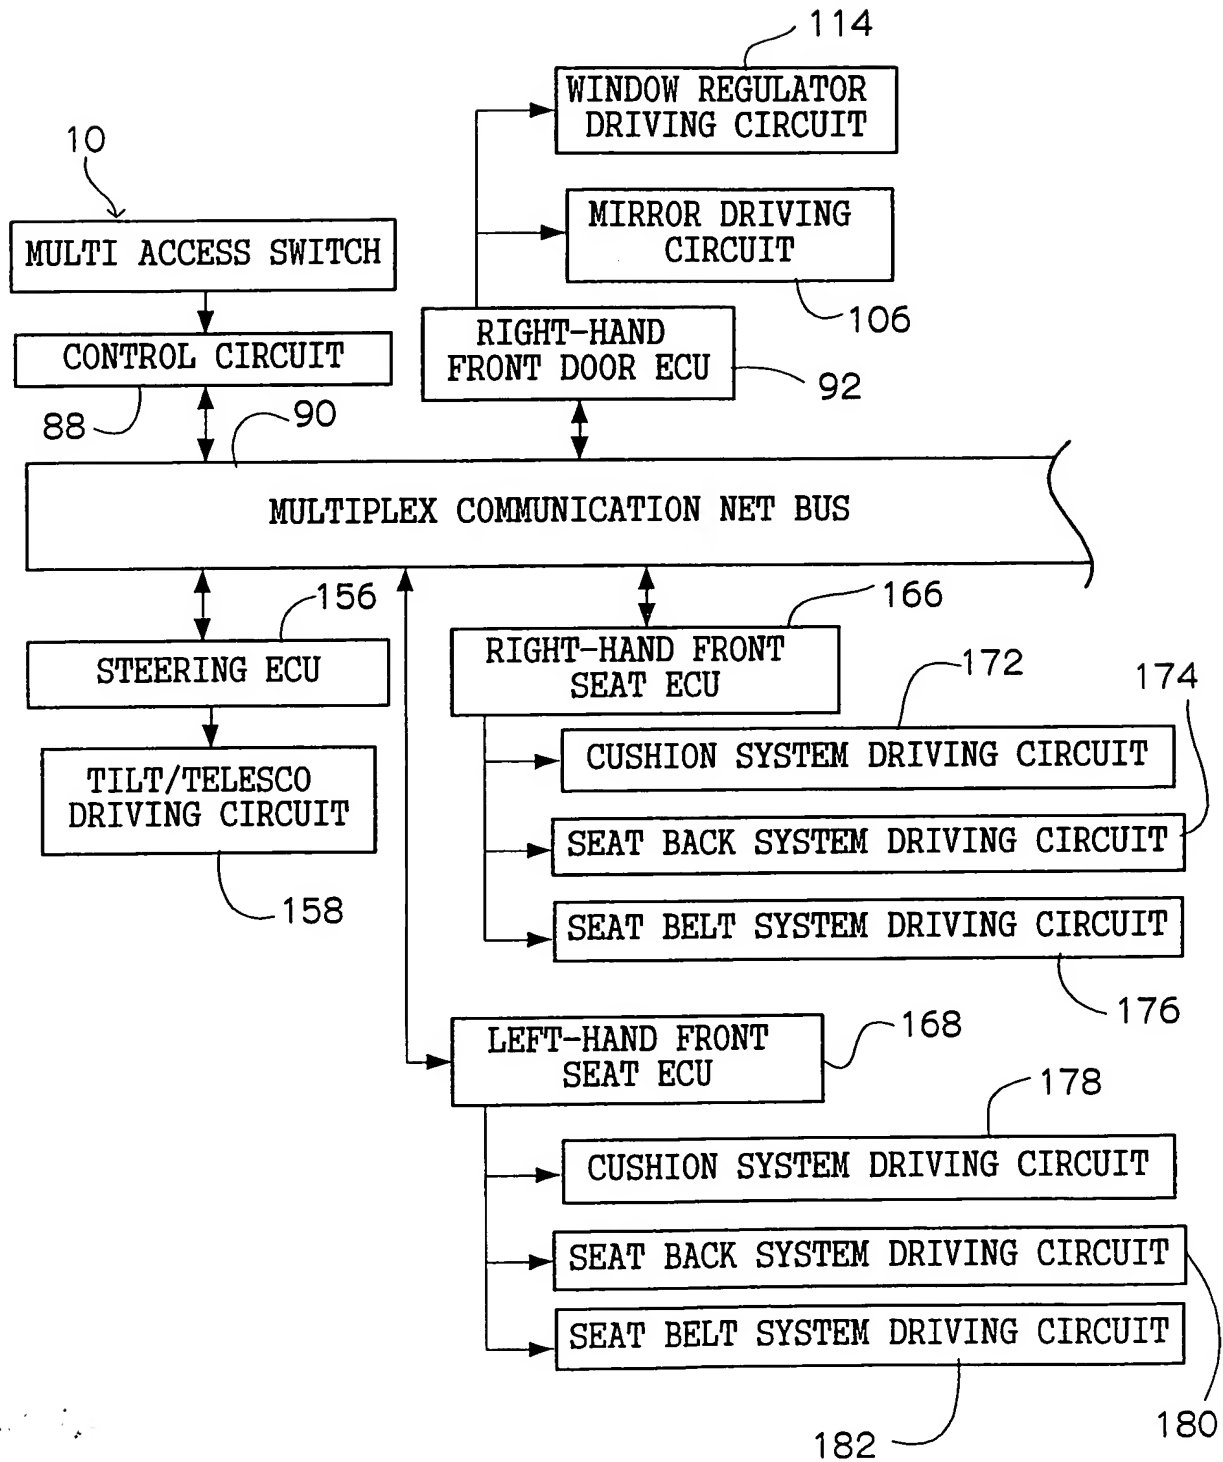 114
WINDOW REGULATOR
DRIVING CIRCUIT
10
MULTI ACCESS SWITCH
MIRROR DRIVING
CIRCUIT
106
CONTROL CIRCUIT
88
RIGHT-HAND
FRONT DOOR ECU
92
90
MULTIPLEX COMMUNICATION NET BUS
156
STEERING ECU
TILT/TELESCO
DRIVING CIRCUIT
158
166
RIGHT-HAND FRONT
SEAT ECU
172
174
CUSHION SYSTEM DRIVING CIRCUIT
SEAT BACK SYSTEM DRIVING CIRCUIT
SEAT BELT SYSTEM DRIVING CIRCUIT
176
168
LEFT-HAND FRONT
SEAT ECU
178
CUSHION SYSTEM DRIVING CIRCUIT
SEAT BACK SYSTEM DRIVING CIRCUIT
SEAT BELT SYSTEM DRIVING CIRCUIT
180
182